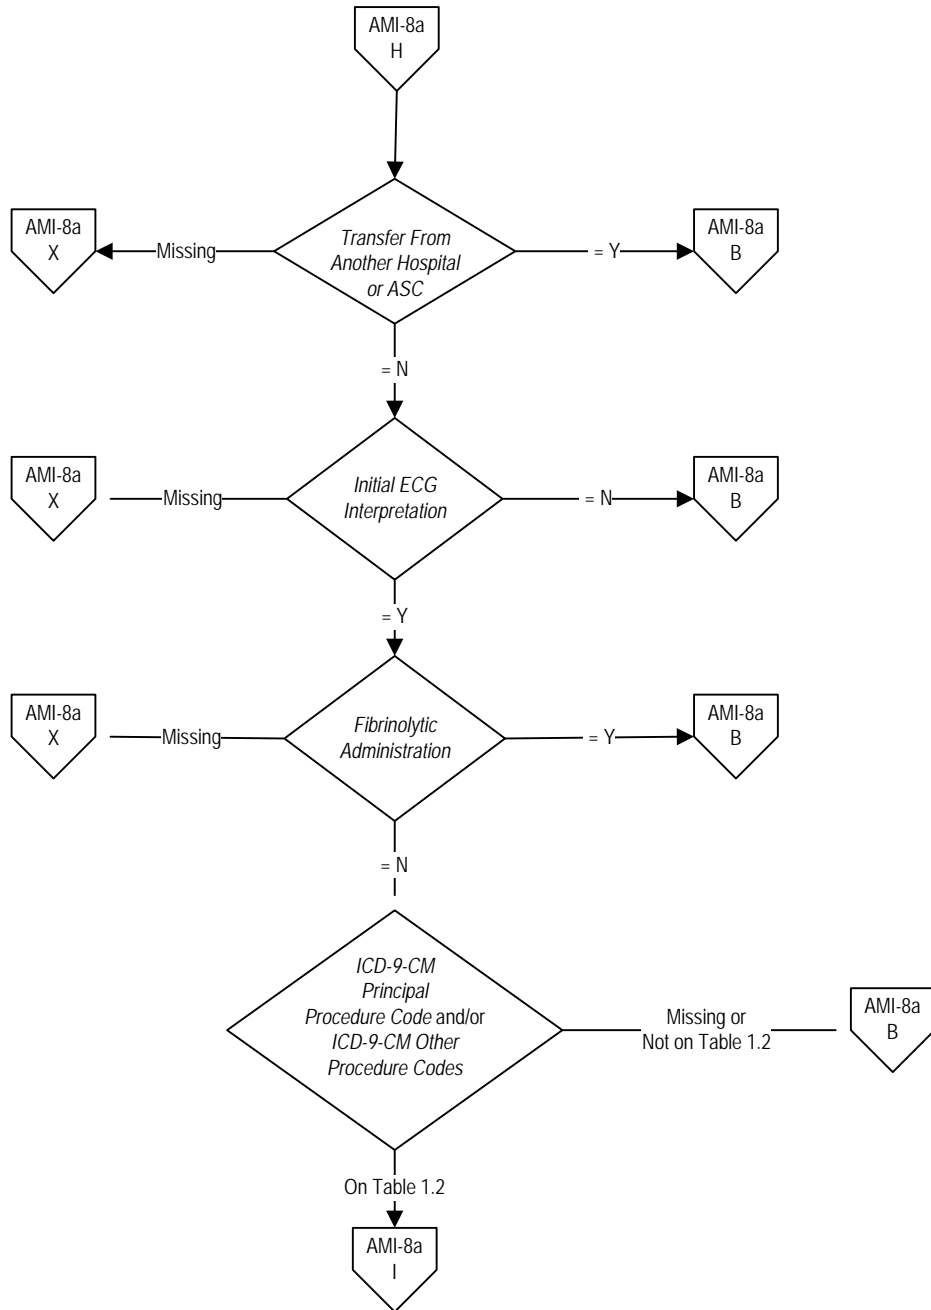 AMI-8a
H
AMI-8a
X
Missing
Transfer From
Another Hospital
or ASC
= Y
AMI-8a
B
= N
AMI-8a
X
Missing
Initial ECG
Interpretation
= N
AMI-8a
B
= Y
AMI-8a
X
Missing
Fibrinolytic
Administration
= Y
AMI-8a
B
= N
ICD-9-CM
Principal
Procedure Code and/or
ICD-9-CM Other
Procedure Codes
Missing or
Not on Table 1.2
AMI-8a
B
On Table 1.2
AMI-8a
I